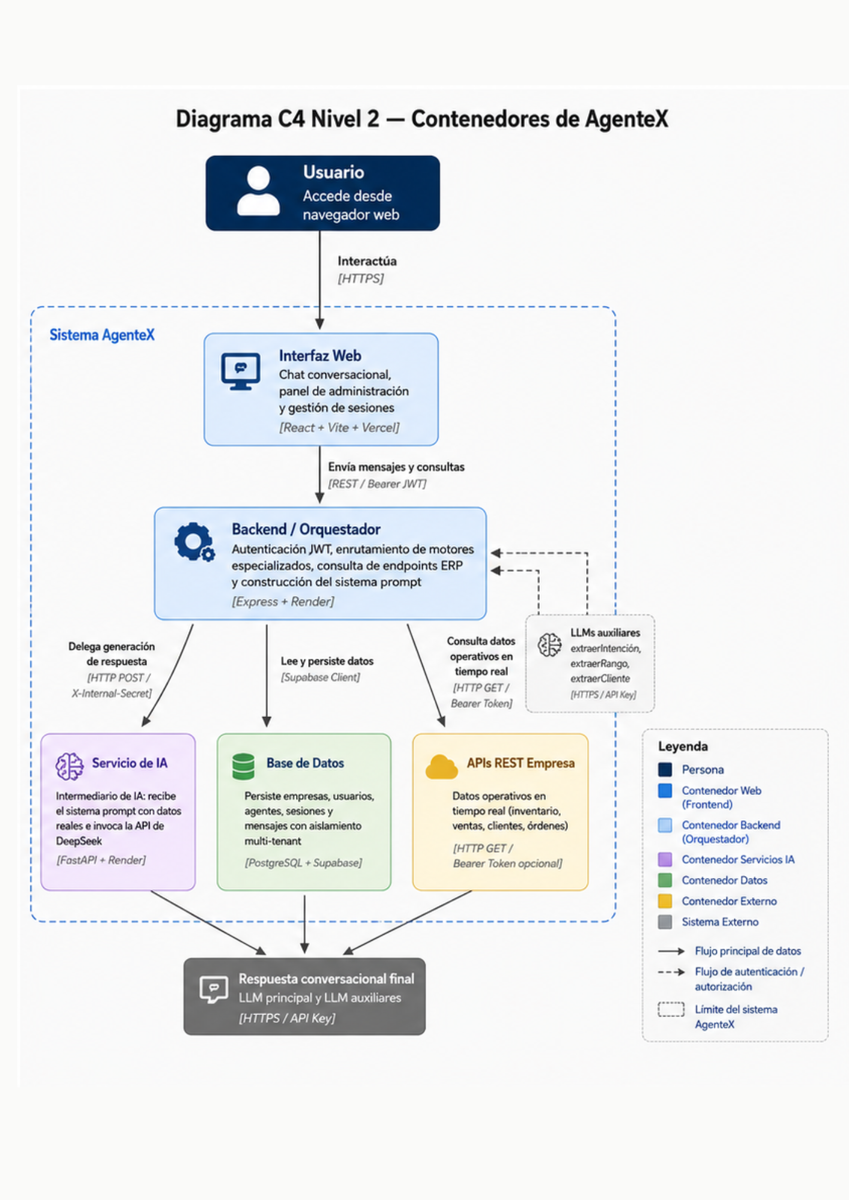 Diagrama C4 Nivel 2 — Contenedores de AgenteX
Usuario
Accede desde
navegador web
Interactúa
[HTTPS]
Sistema AgenteX
Interfaz Web
Chat conversacional,
panel de administración
y gestión de sesiones
[React + Vite + Vercel]
Envía mensajes y consultas
[REST / Bearer JWT]
Backend / Orquestador
Autenticación JWT, enrutamiento de motores
especializados, consulta de endpoints ERP
y construcción del sistema prompt
[Express + Render]
Delega generación
de respuesta
[HTTP POST /
X-Internal-Secret]
Lee y persiste datos
[Supabase Client]
Consulta datos
operativos en
tiempo real
[HTTP GET /
Bearer Token]
LLMs auxiliares
extraerIntención,
extraerRango,
extraerCliente
[HTTPS / API Key]
Servicio de IA
Intermediario de IA: recibe
el sistema prompt con datos
reales e invoca la API de
DeepSeek
[FastAPI + Render]
Base de Datos
Persiste empresas, usuarios,
agentes, sesiones y
mensajes con aislamiento
multi-tenant
[PostgreSQL + Supabase]
APIs REST Empresa
Datos operativos en
tiempo real (inventario,
ventas, clientes, órdenes)
[HTTP GET /
Bearer Token opcional]
Respuesta conversacional final
LLM principal y LLM auxiliares
[HTTPS / API Key]
Leyenda
Persona
Contenedor Web
(Frontend)
Contenedor Backend
(Orquestador)
Contenedor Servicios IA
Contenedor Datos
Contenedor Externo
Sistema Externo
Flujo principal de datos
Flujo de autenticación /
autorización
Límite del sistema
AgenteX